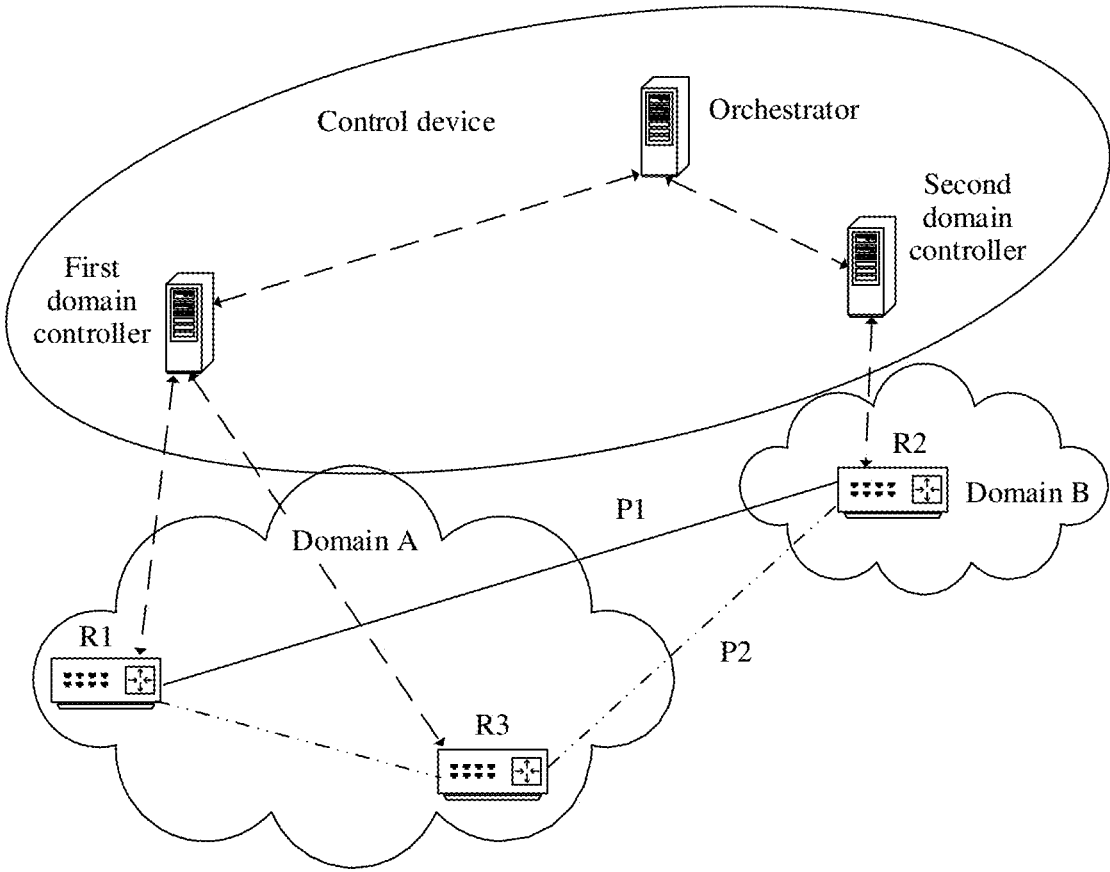 Control device
Orchestrator
Second
domain
controller
First
domain
controller
R2
Domain B
P1
Domain A
R1
P2
R3